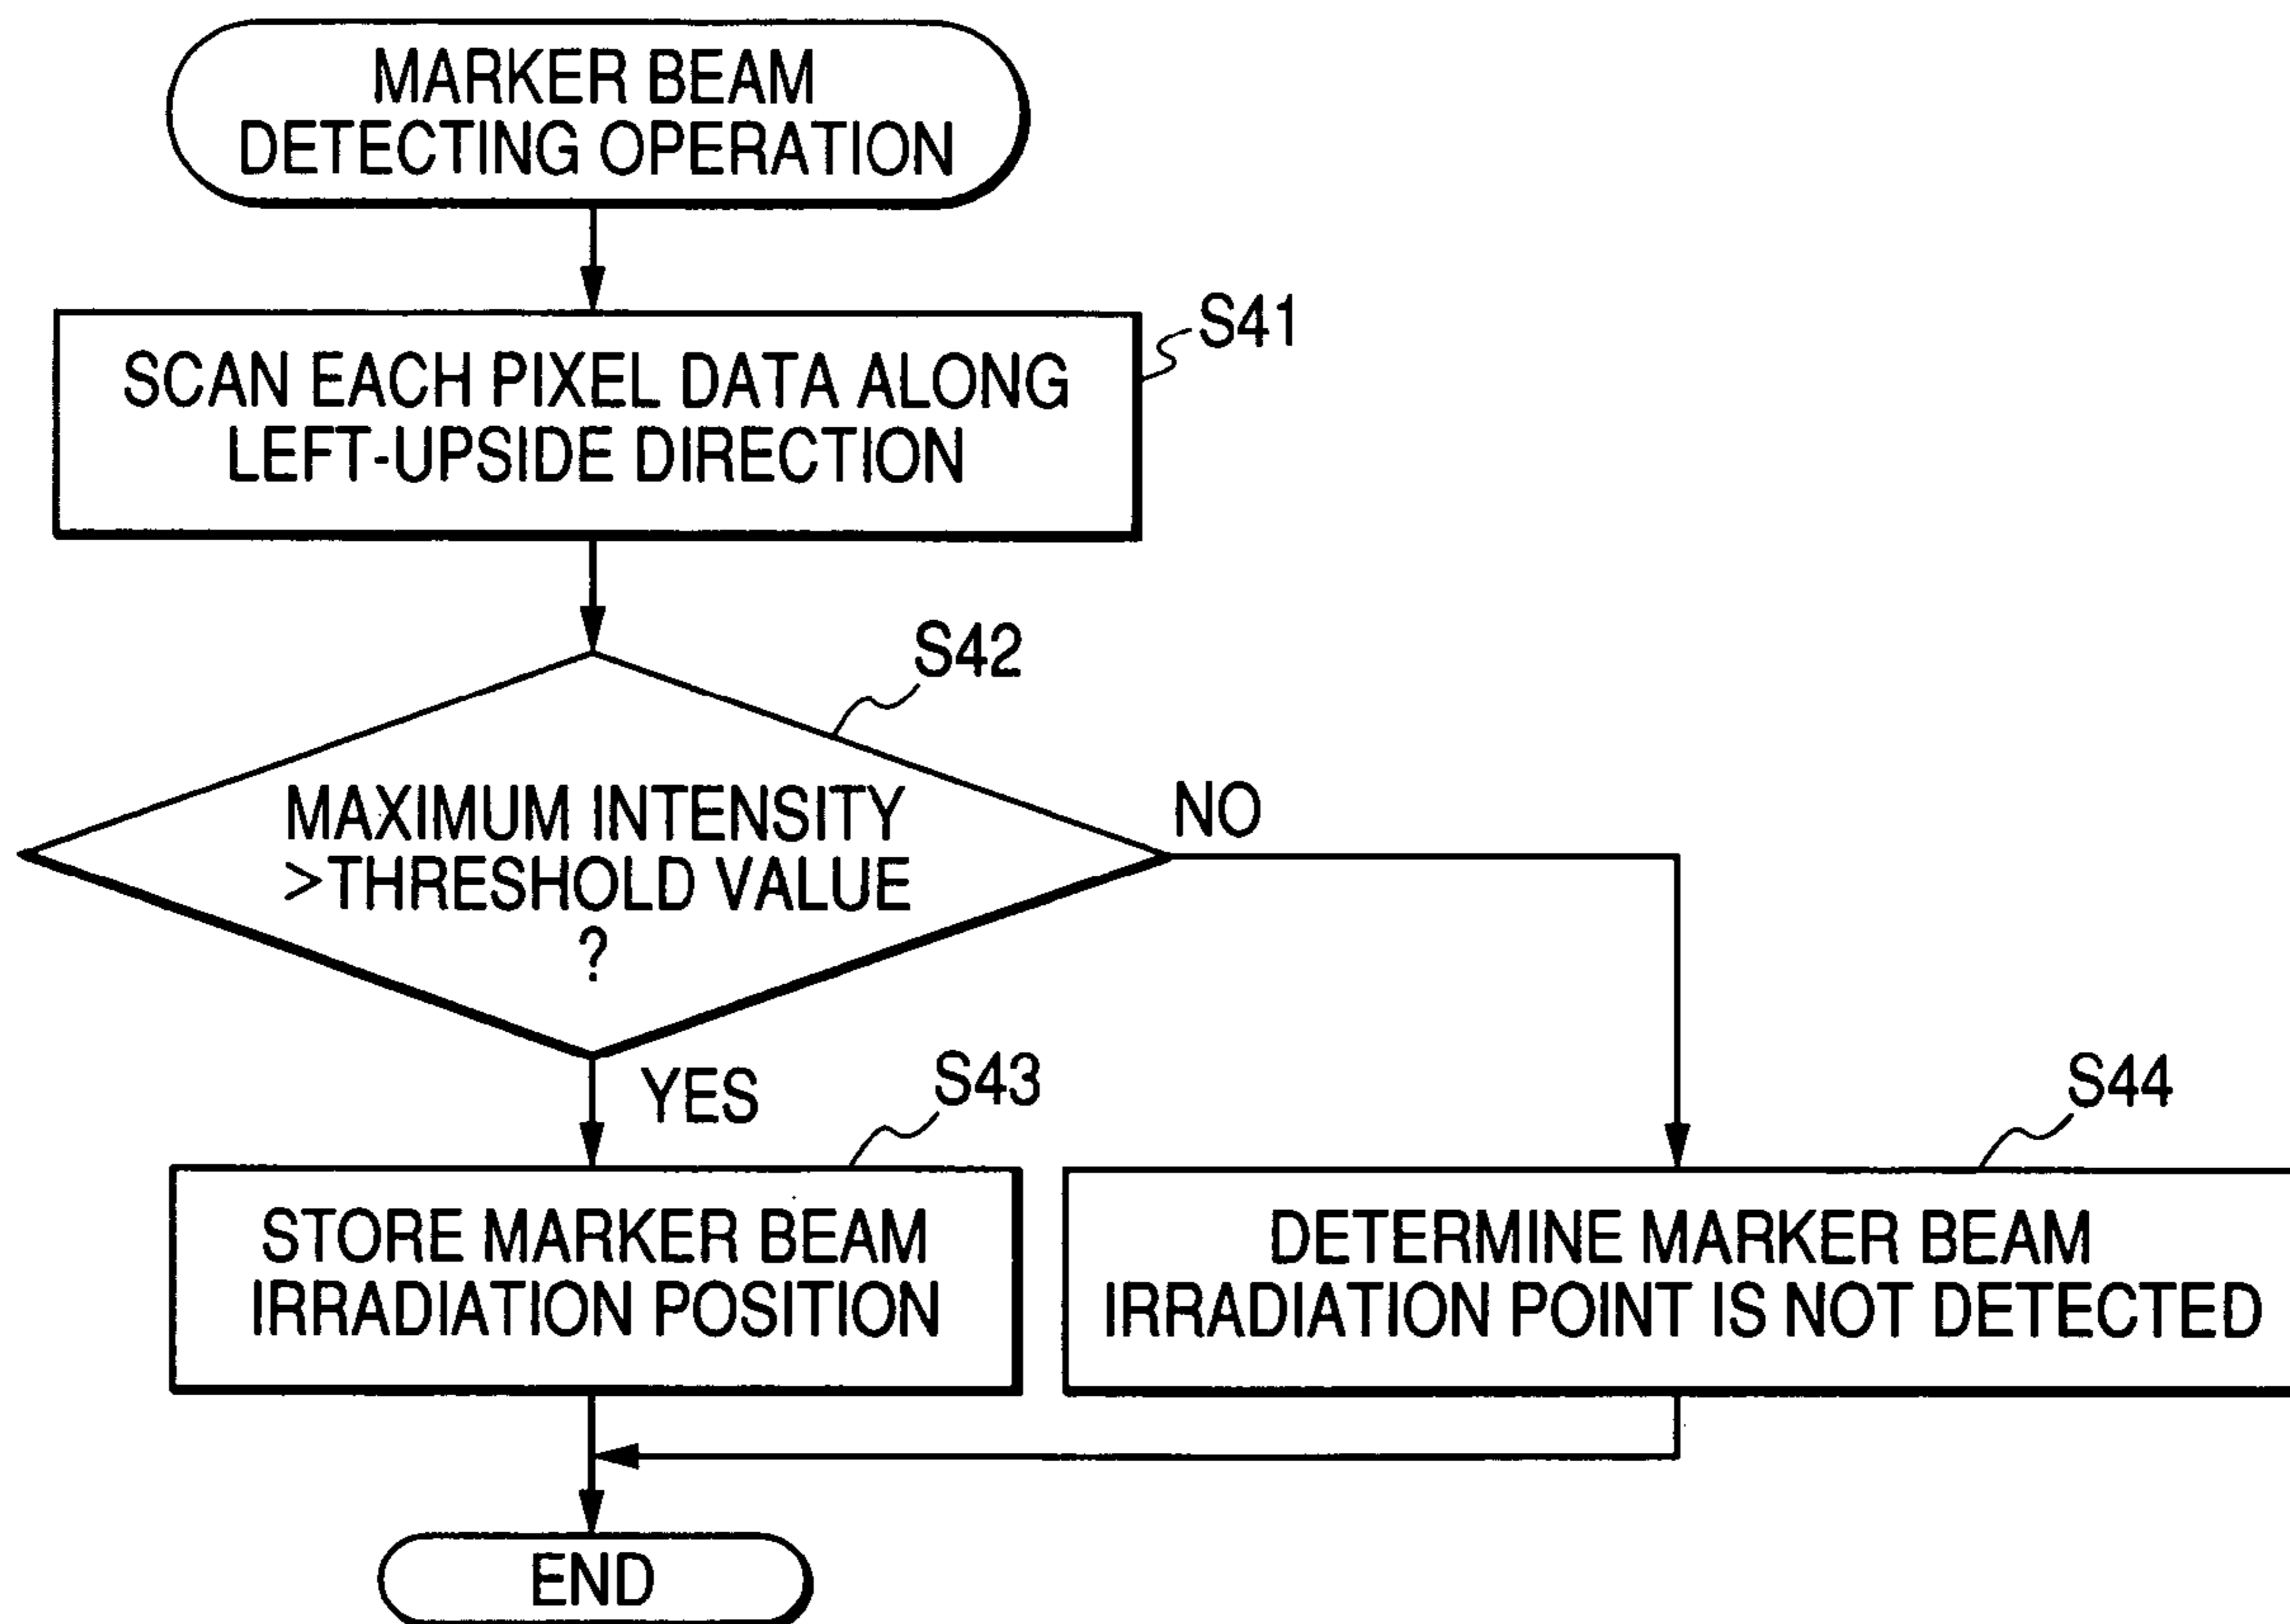 MARKER BEAM
DETECTING OPERATION
S41
SCAN EACH PIXEL DATA ALONG
LEFT-UPSIDE DIRECTION
S42
MAXIMUM INTENSITY
>THRESHOLD VALUE
?
NO
YES
S43
STORE MARKER BEAM
IRRADIATION POSITION
S44
DETERMINE MARKER BEAM
IRRADIATION POINT IS NOT DETECTED
END